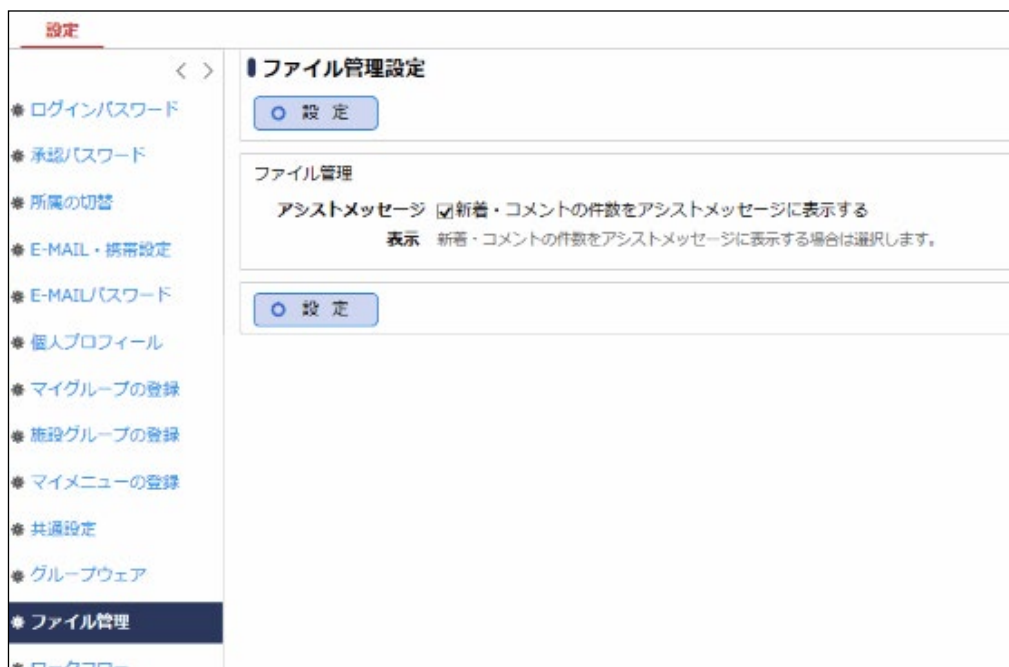 設定
< >
ログインパスワード
承認パスワード
所属の切替
E-MAIL・携帯設定
E-MAILパスワード
個人プロフィール
マイグループの登録
施設グループの登録
マイメニューの登録
共通設定
グループウェア
ファイル管理
ワークフロー
ファイル管理設定
設 定
ファイル管理
アシストメッセージ 新着・コメントの件数をアシストメッセージに表示する
表示 新着・コメントの件数をアシストメッセージに表示する場合は選択します。
設 定